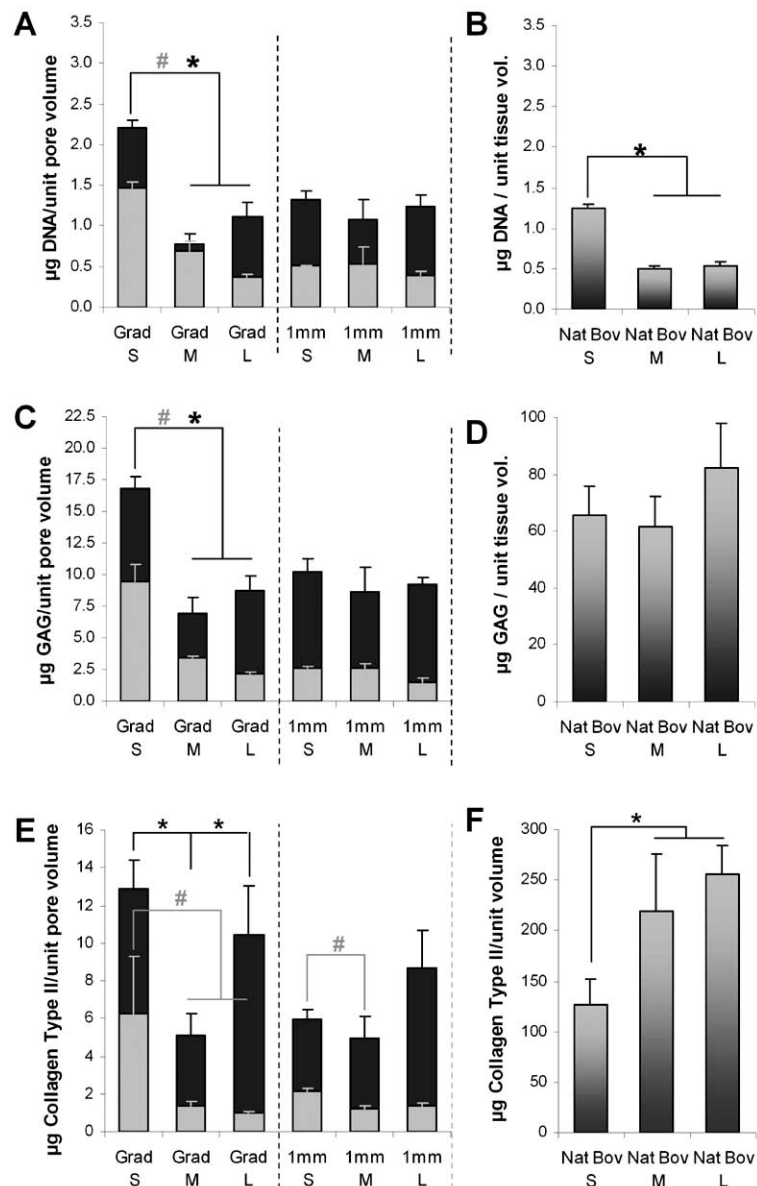 A
µg DNA/unit pore volume
3.5
3.0
2.5
2.0
1.5
1.0
0.5
0.0
# *
Grad Grad Grad 1mm 1mm 1mm
S M L S M L
B
µg DNA / unit tissue vol.
3.5
3.0
2.5
2.0
1.5
1.0
0.5
0.0
*
Nat Bov Nat Bov Nat Bov
S M L
C
µg GAG/unit pore volume
22.5
20.0
17.5
15.0
12.5
10.0
7.5
5.0
2.5
0.0
# *
Grad Grad Grad 1mm 1mm 1mm
S M L S M L
D
µg GAG / unit tissue vol.
100
80
60
40
20
0
Nat Bov Nat Bov Nat Bov
S M L
E
µg Collagen Type II/unit pore volume
16
14
12
10
8
6
4
2
0
* *
#
#
Grad Grad Grad 1mm 1mm 1mm
S M L S M L
F
µg Collagen Type II/unit volume
300
250
200
150
100
50
0
*
Nat Bov Nat Bov Nat Bov
S M L